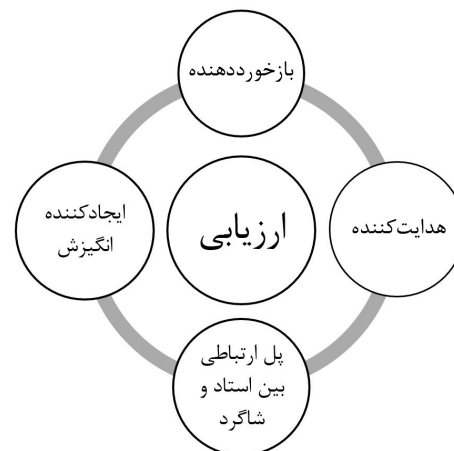 بازخورددهنده
ایجادکننده
انگیزش
ارزیابی
هدایت‌کننده
پل ارتباطی
بین استاد و
شاگرد